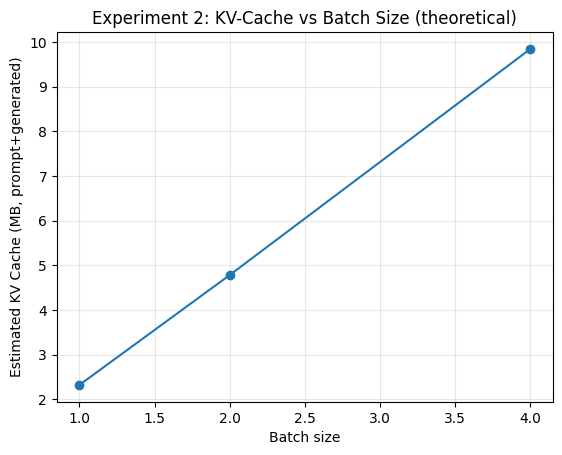 Experiment 2: KV-Cache vs Batch Size (theoretical)
Estimated KV Cache (MB, prompt+generated)
10
9
8
7
6
5
4
3
2
1.0 1.5 2.0 2.5 3.0 3.5 4.0
Batch size